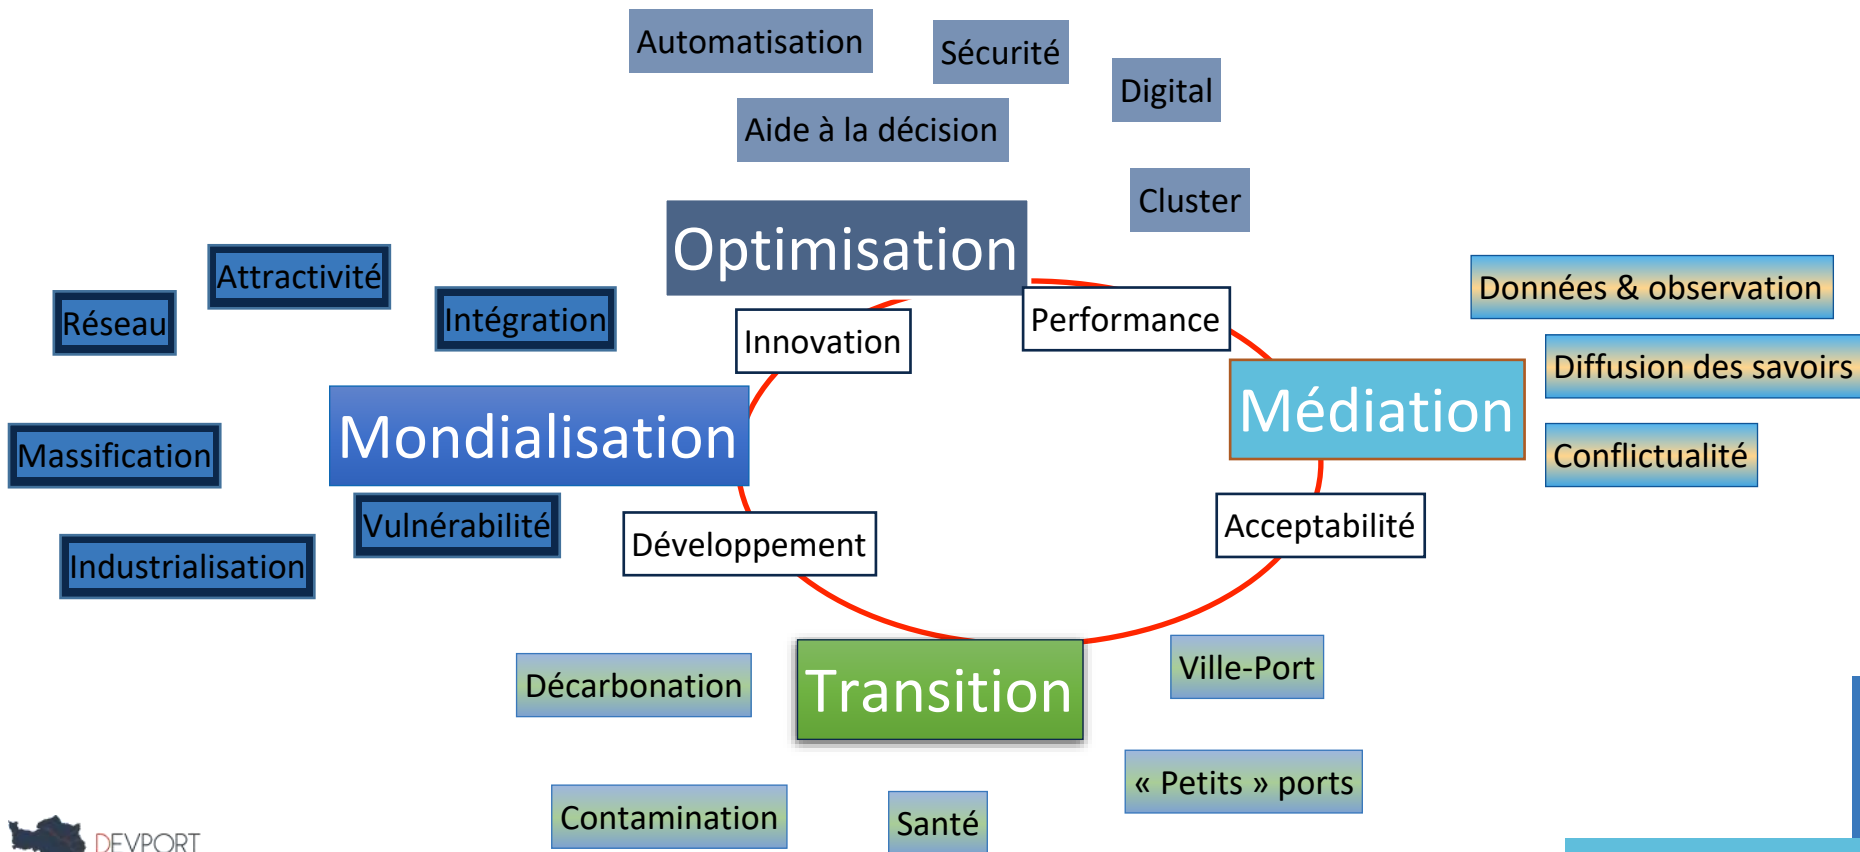 Automatisation
Sécurité
Digital
Aide à la décision
Cluster
Optimisation
Attractivité
Réseau
Intégration
Innovation
Performance
Données & observation
Diffusion des savoirs
Mondialisation
Médiation
Massification
Conflictualité
Vulnérabilité
Développement
Acceptabilité
Industrialisation
Décarbonation
Transition
Ville-Port
« Petits » ports
Contamination
Santé
DEVPORT